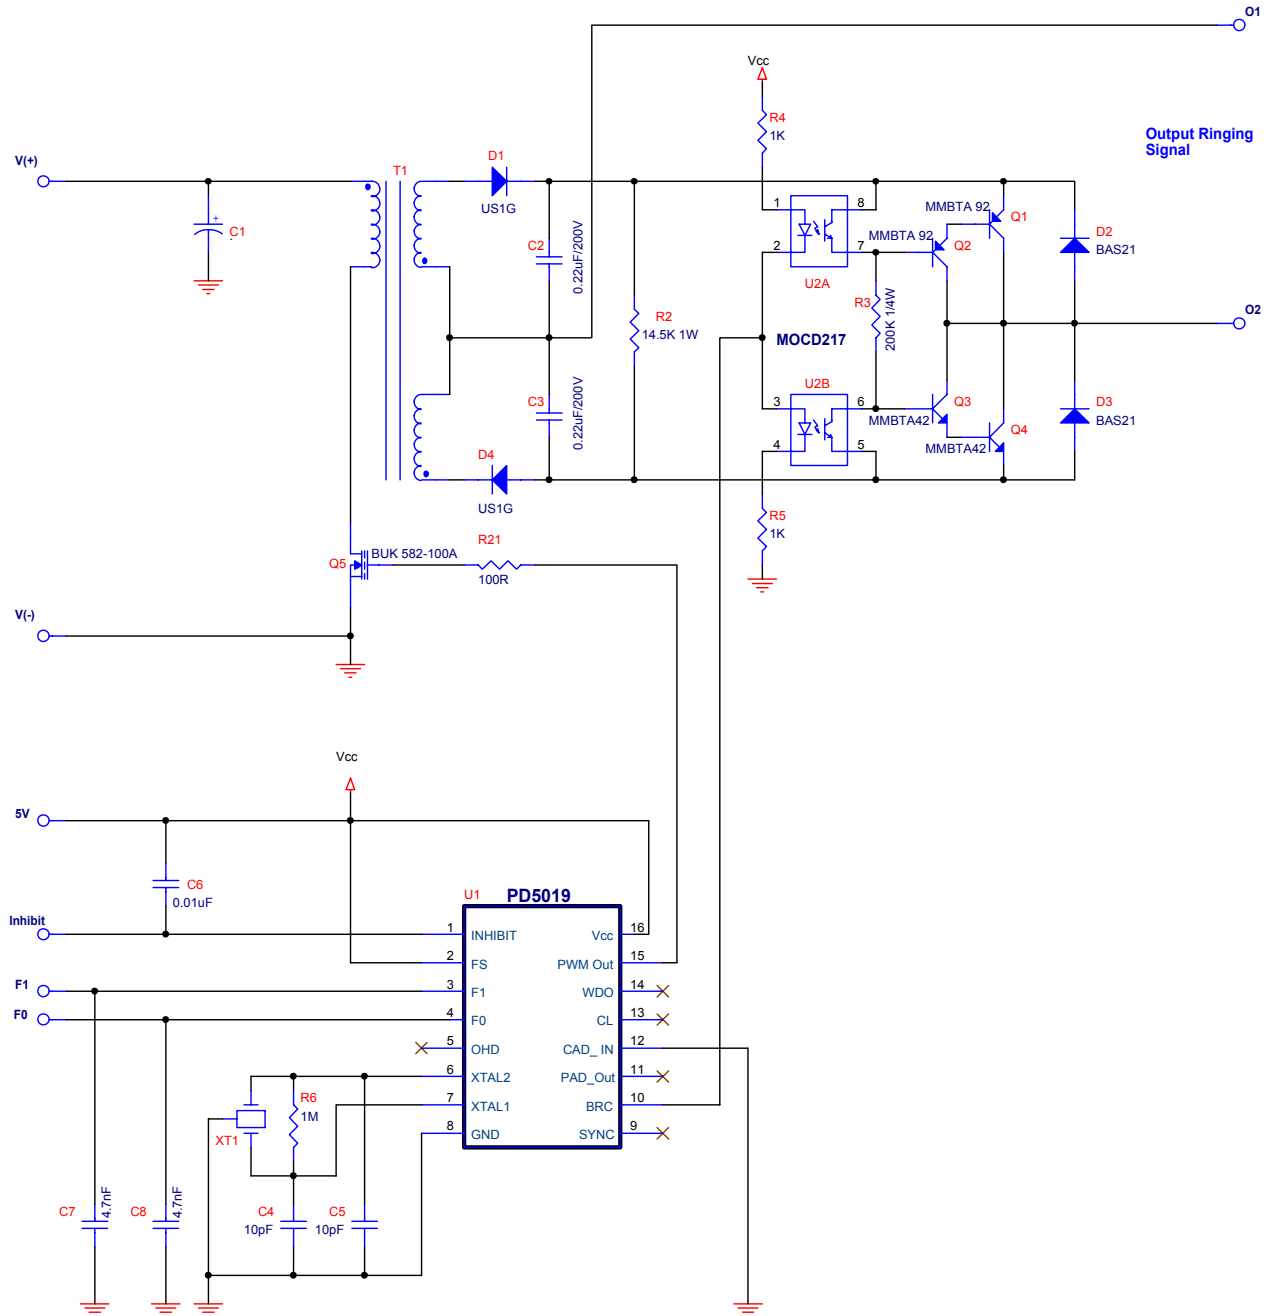 O1
Vcc
R4
1K
Output Ringing
Signal
V(+)
T1
D1
US1G
C1
+
C2
0.22uF/200V
1
8
2
7
U2A
MMBTA 92
Q1
MMBTA 92
Q2
D2
BAS21
R2
14.5K 1W
R3
200K 1/4W
O2
MOCD217
U2B
C3
0.22uF/200V
3
6
4
5
Q3
MMBTA42
Q4
MMBTA42
D3
BAS21
D4
US1G
R5
1K
Q5
BUK 582-100A
R21
100R
V(-)
Vcc
5V
C6
0.01uF
U1
PD5019
Inhibit
1
INHIBIT
Vcc
16
2
FS
PWM Out
15
F1
3
F1
WDO
14
F0
4
F0
CL
13
5
OHD
CAD_ IN
12
6
XTAL2
PAD_Out
11
7
XTAL1
BRC
10
8
GND
SYNC
9
R6
1M
XT1
C7
4.7nF
C8
4.7nF
C4
10pF
C5
10pF